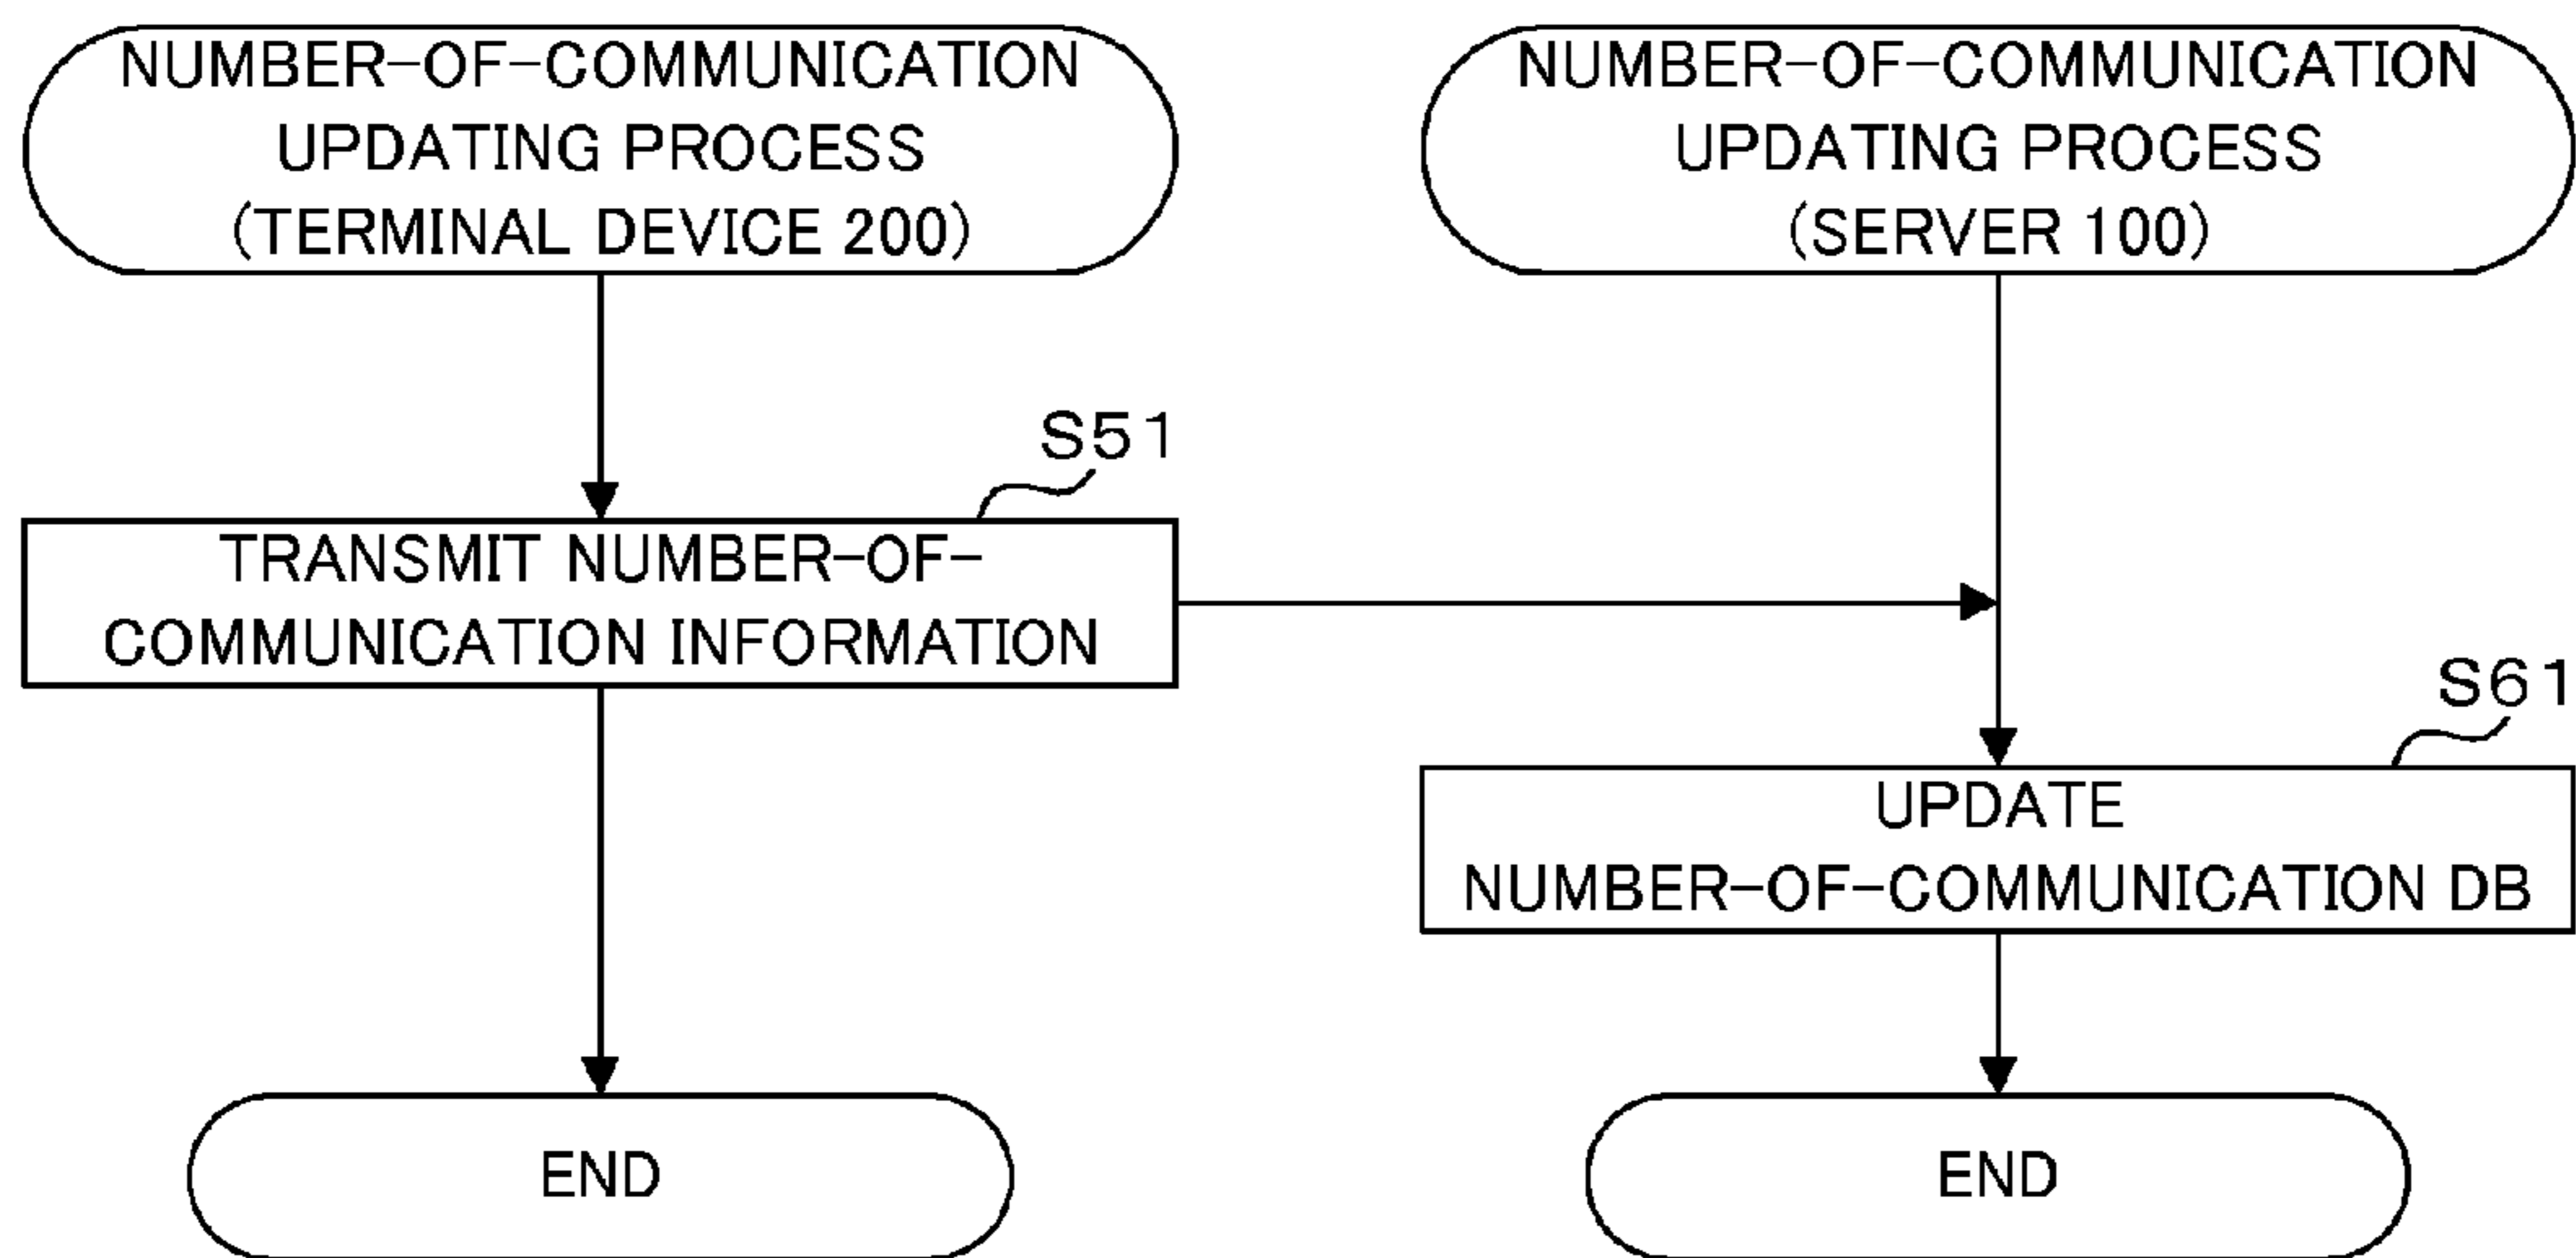 NUMBER-OF-COMMUNICATION
UPDATING PROCESS
(TERMINAL DEVICE 200)
NUMBER-OF-COMMUNICATION
UPDATING PROCESS
(SERVER 100)
S51
TRANSMIT NUMBER-OF-
COMMUNICATION INFORMATION
S61
UPDATE
NUMBER-OF-COMMUNICATION DB
END
END